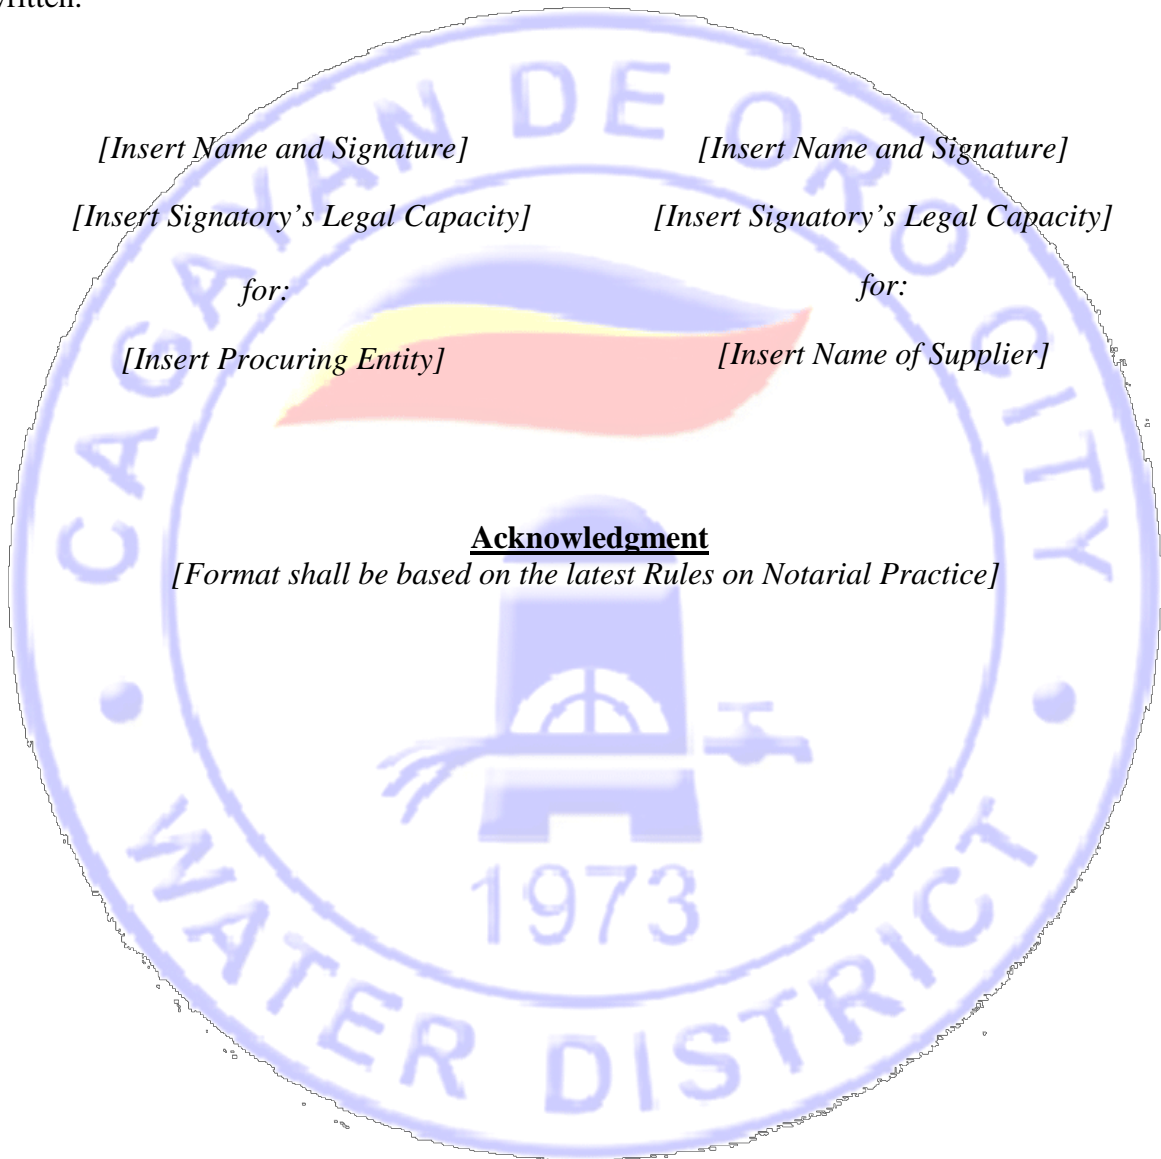 [Insert Name and Signature]
[Insert Signatory’s Legal Capacity]
for:
[Insert Procuring Entity]
[Insert Name and Signature]
[Insert Signatory’s Legal Capacity]
for:
[Insert Name of Supplier]
Acknowledgment
[Format shall be based on the latest Rules on Notarial Practice]
CAGAYAN DE ORO CITY
1973
WATER DISTRICT